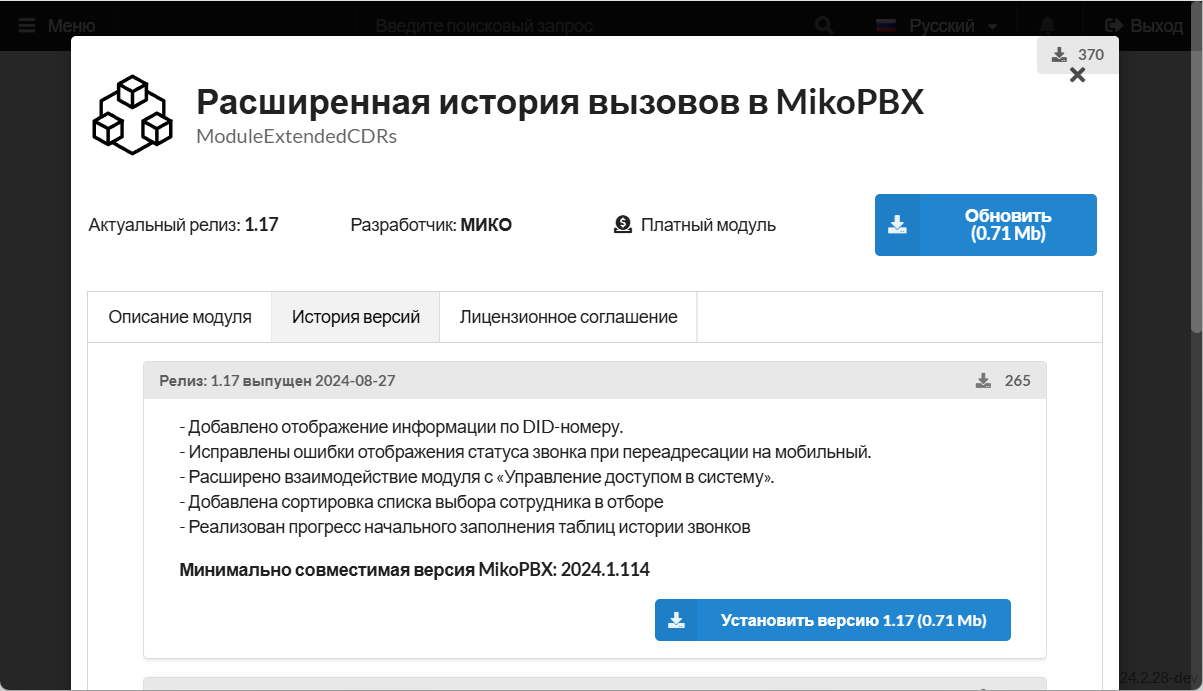 Меню
Введите поисковый запрос
Русский
Выход
370
Расширенная история вызовов в MikoPBX
ModuleExtendedCDRs
Актуальный релиз: 1.17
Разработчик: МИКО
Платный модуль
Обновить
(0.71 Mb)
Описание модуля
История версий
Лицензионное соглашение
Релиз: 1.17 выпущен 2024-08-27
265
- Добавлено отображение информации по DID-номеру.
- Исправлены ошибки отображения статуса звонка при переадресации на мобильный.
- Расширено взаимодействие модуля с «Управление доступом в систему».
- Добавлена сортировка списка выбора сотрудника в отборе
- Реализован прогресс начального заполнения таблиц истории звонков
Минимально совместимая версия MikoPBX: 2024.1.114
Установить версию 1.17 (0.71 Mb)
24.2.28-dev